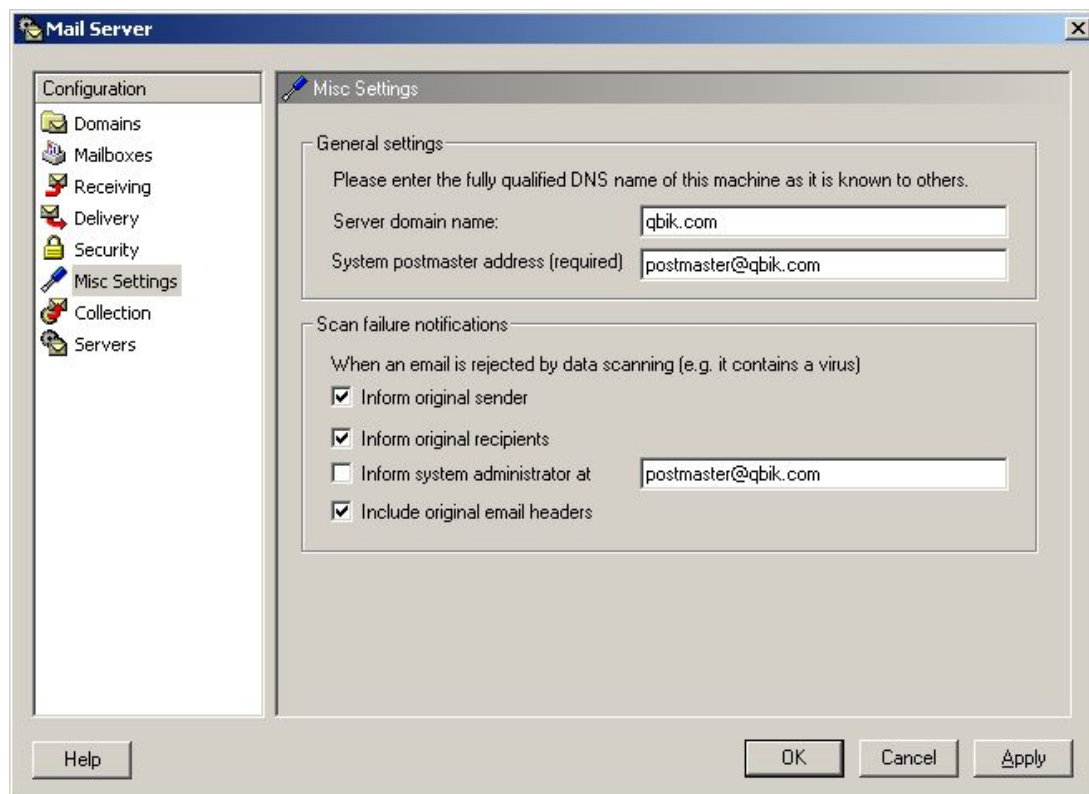 Mail Server
Configuration
Domains
Mailboxes
Receiving
Delivery
Security
Misc Settings
Collection
Servers
Misc Settings
General settings
Please enter the fully qualified DNS name of this machine as it is known to others.
Server domain name: qbik.com
System postmaster address (required) postmaster@qbik.com
Scan failure notifications
When an email is rejected by data scanning (e.g. it contains a virus)
Inform original sender
Inform original recipients
Inform system administrator at postmaster@qbik.com
Include original email headers
Help OK Cancel Apply